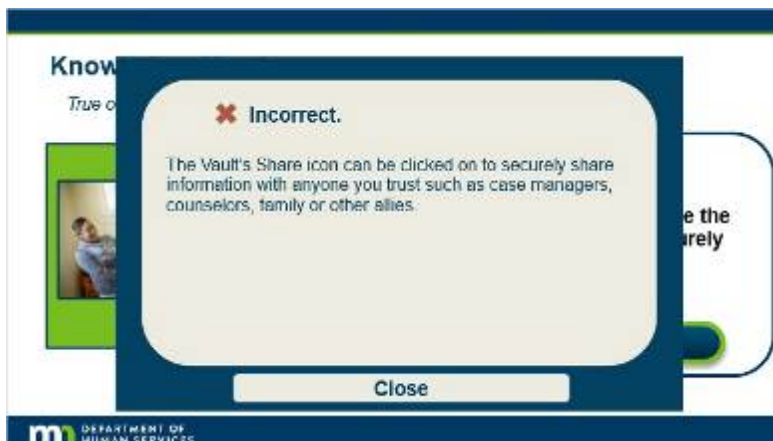 Know
True o
✖ Incorrect.
The Vault's Share icon can be clicked on to securely share
information with anyone you trust such as case managers,
counselors, family or other allies.
e the
urely
Close
DEPARTMENT OF
HUMAN SERVICES